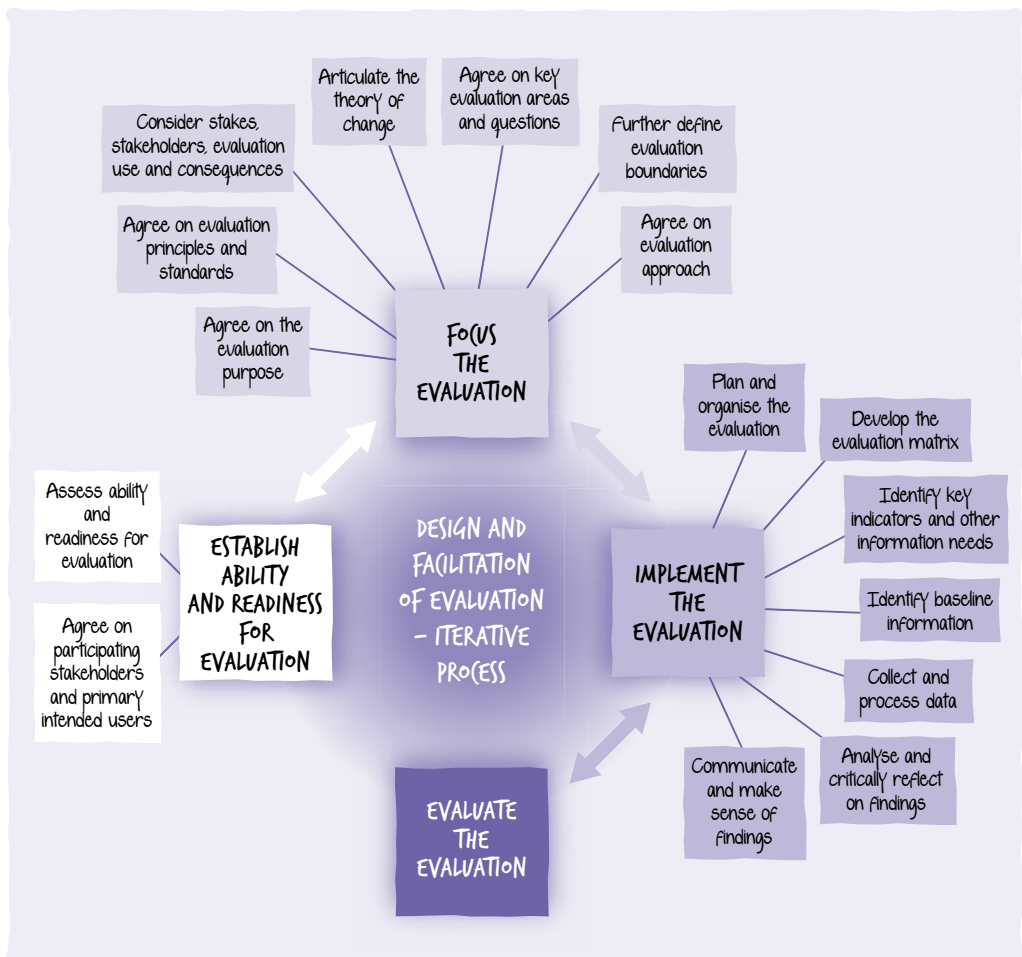 Articulate the
theory of
change
Agree on key
evaluation areas
and questions
Consider stakes,
stakeholders, evaluation
use and consequences
Further define
evaluation
boundaries
Agree on evaluation
principles and
standards
Agree on
evaluation
approach
Agree on the
evaluation
purpose
FOCUS
THE
EVALUATION
Plan and
organise the
evaluation
Develop the
evaluation matrix
Identify key
indicators and other
information needs
Identify baseline
information
Collect and
process data
Analyse and
critically reflect
on findings
Communicate
and make
sense of
findings
IMPLEMENT
THE
EVALUATION
Assess ability
and
readiness for
evaluation
Agree on
participating
stakeholders
and primary
intended users
ESTABLISH
ABILITY
AND READINESS
FOR
EVALUATION
DESIGN AND
FACILITATION
OF EVALUATION
– ITERATIVE
PROCESS
EVALUATE
THE
EVALUATION